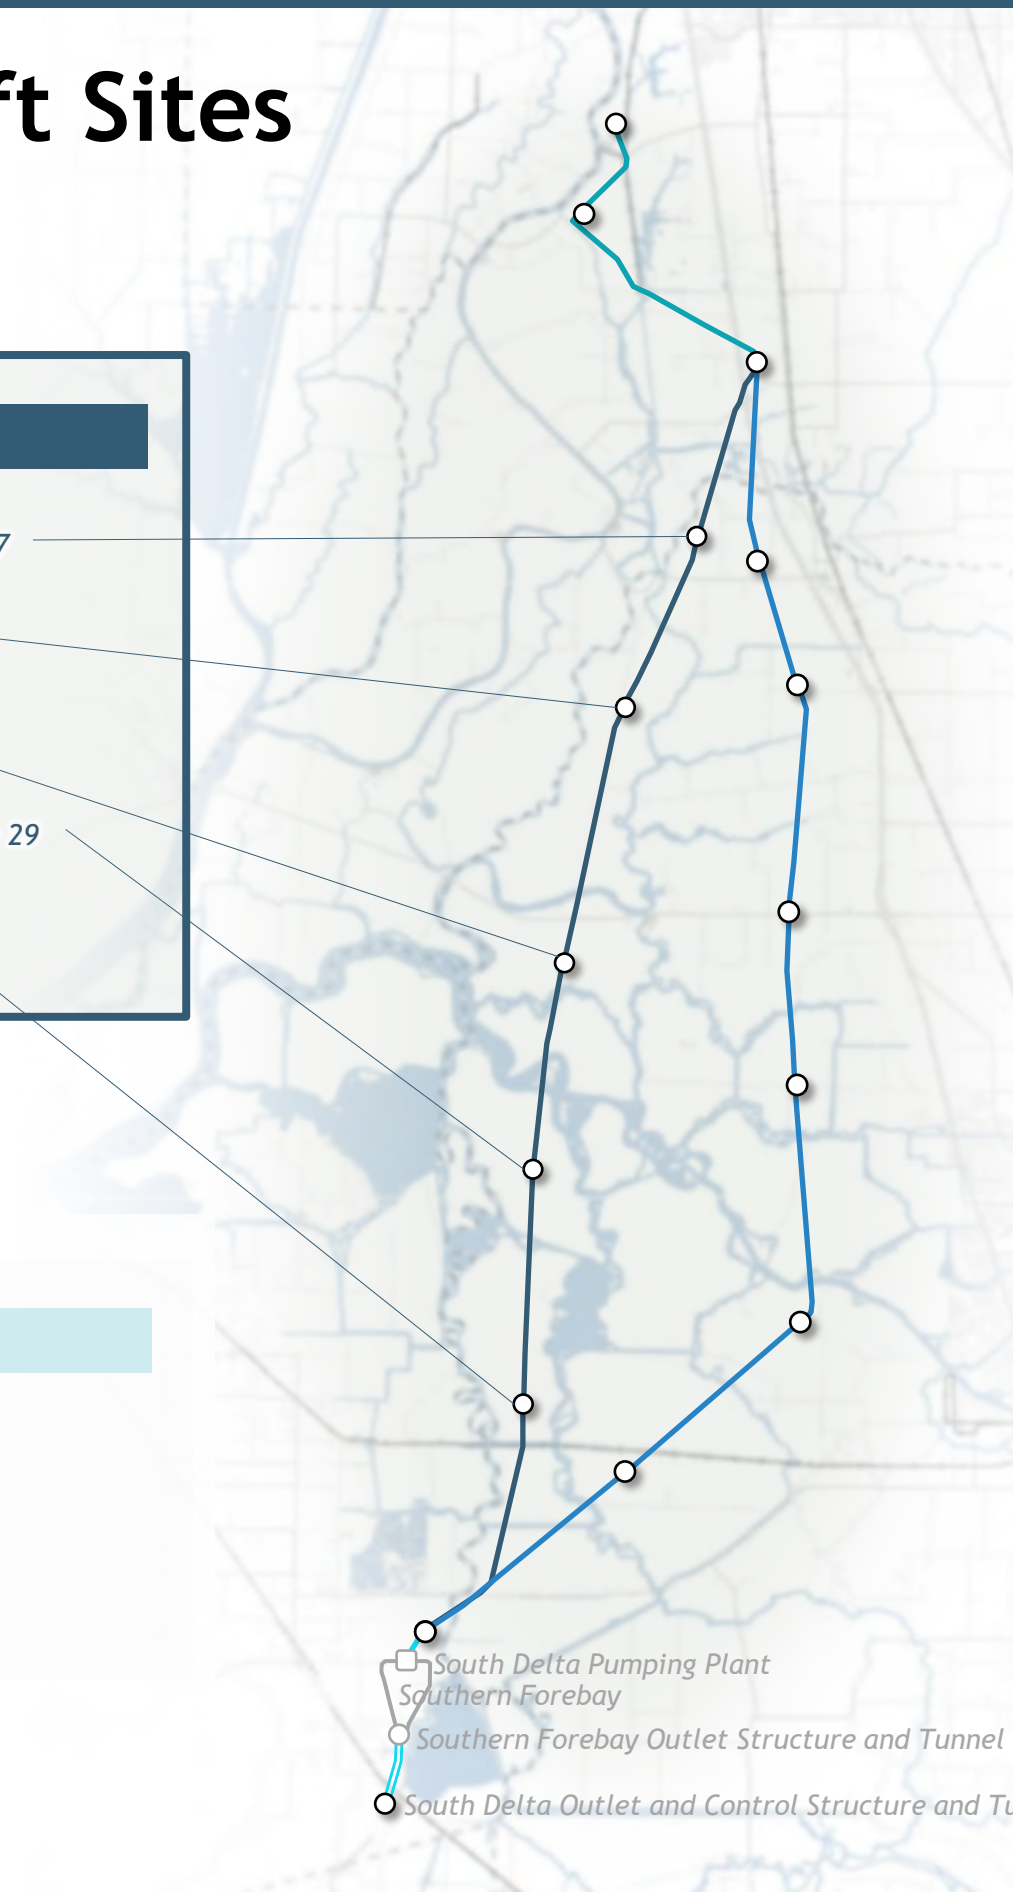 ft Sites
7
29
South Delta Pumping Plant
Southern Forebay
Southern Forebay Outlet Structure and Tunnel
South Delta Outlet and Control Structure and Tu